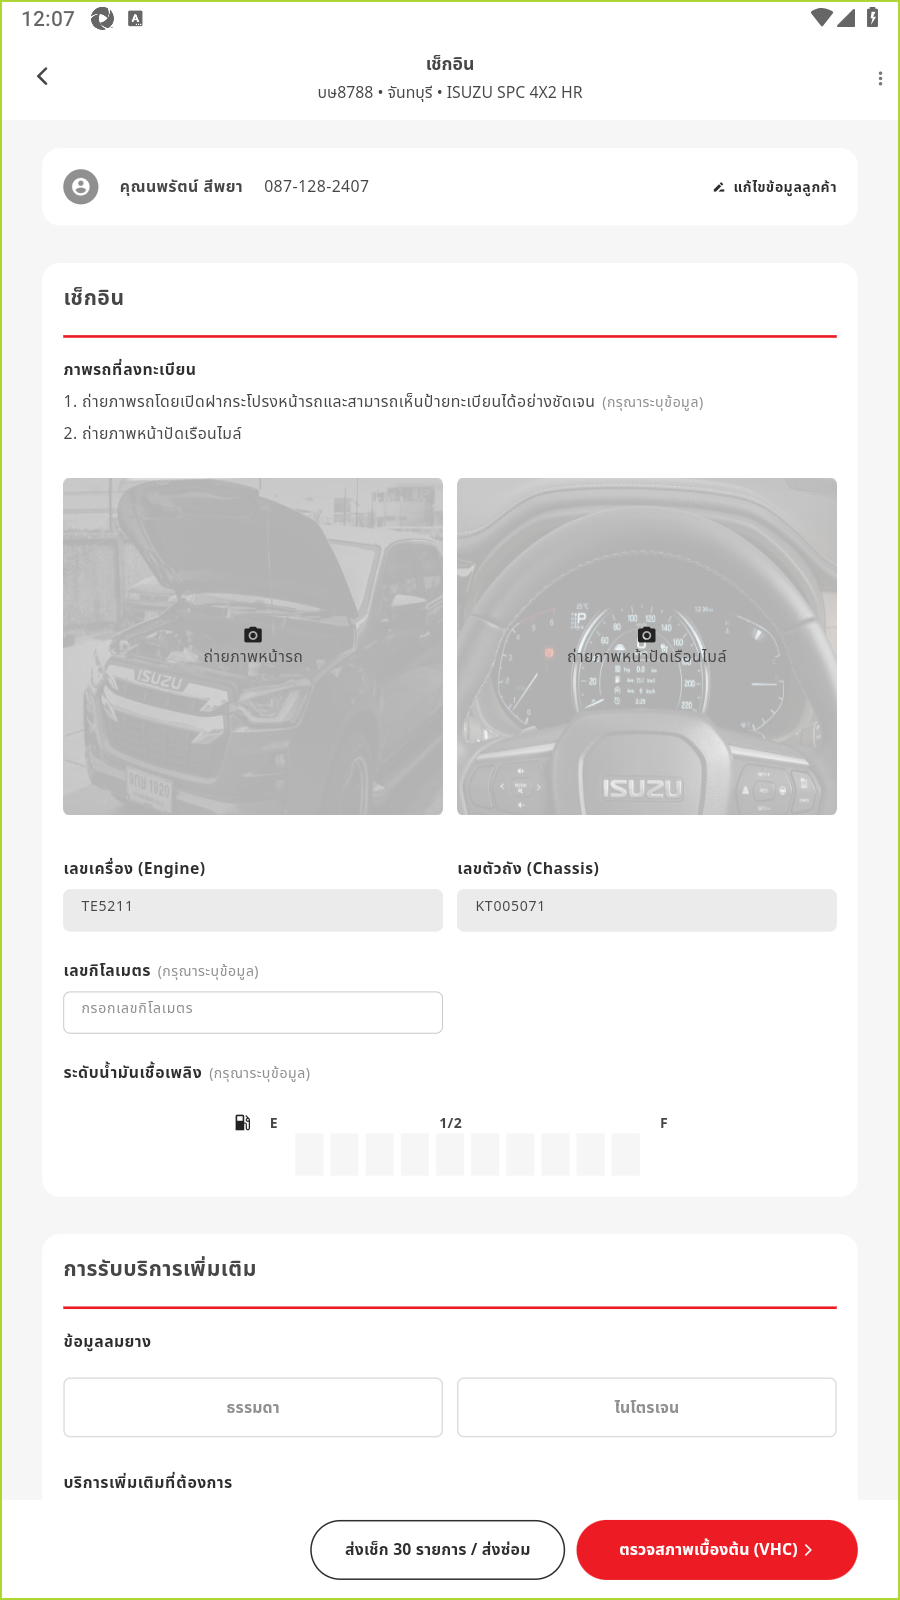 12:07
เช็กอิน
บษ8788 • จันทบุรี • ISUZU SPC 4X2 HR
คุณนพรัตน์ สีพยา 087-128-2407 แก้ไขข้อมูลลูกค้า
เช็กอิน
ภาพรถที่ลงทะเบียน
1. ถ่ายภาพรถโดยเปิดฝากระโปรงหน้ารถและสามารถเห็นป้ายทะเบียนได้อย่างชัดเจน (กรุณาระบุข้อมูล)
2. ถ่ายภาพหน้าปัดเรือนไมล์
ถ่ายภาพหน้ารถ
ISUZU
ถ่ายภาพหน้าปัดเรือนไมล์
ISUZU
เลขเครื่อง (Engine) เลขตัวถัง (Chassis)
TE5211 KT005071
เลขกิโลเมตร (กรุณาระบุข้อมูล)
กรอกเลขกิโลเมตร
ระดับน้ำมันเชื้อเพลิง (กรุณาระบุข้อมูล)
E 1/2 F
การรับบริการเพิ่มเติม
ข้อมูลลมยาง
ธรรมดา ไนโตรเจน
บริการเพิ่มเติมที่ต้องการ
ส่งเช็ก 30 รายการ / ส่งซ่อม ตรวจสภาพเบื้องต้น (VHC)